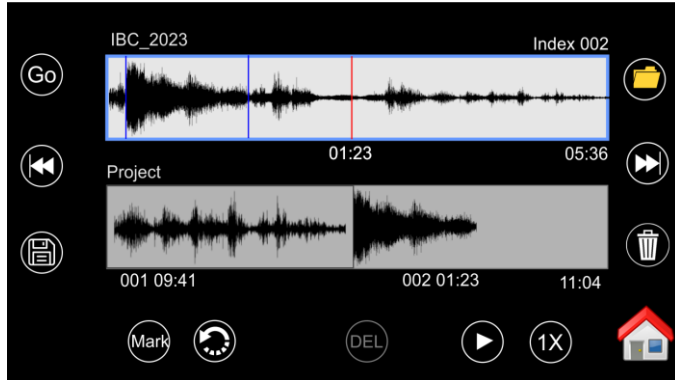 IBC_2023 Index 002
Go
01:23 05:36
Project
001 09:41 002 01:23 11:04
Mark DEL 1X